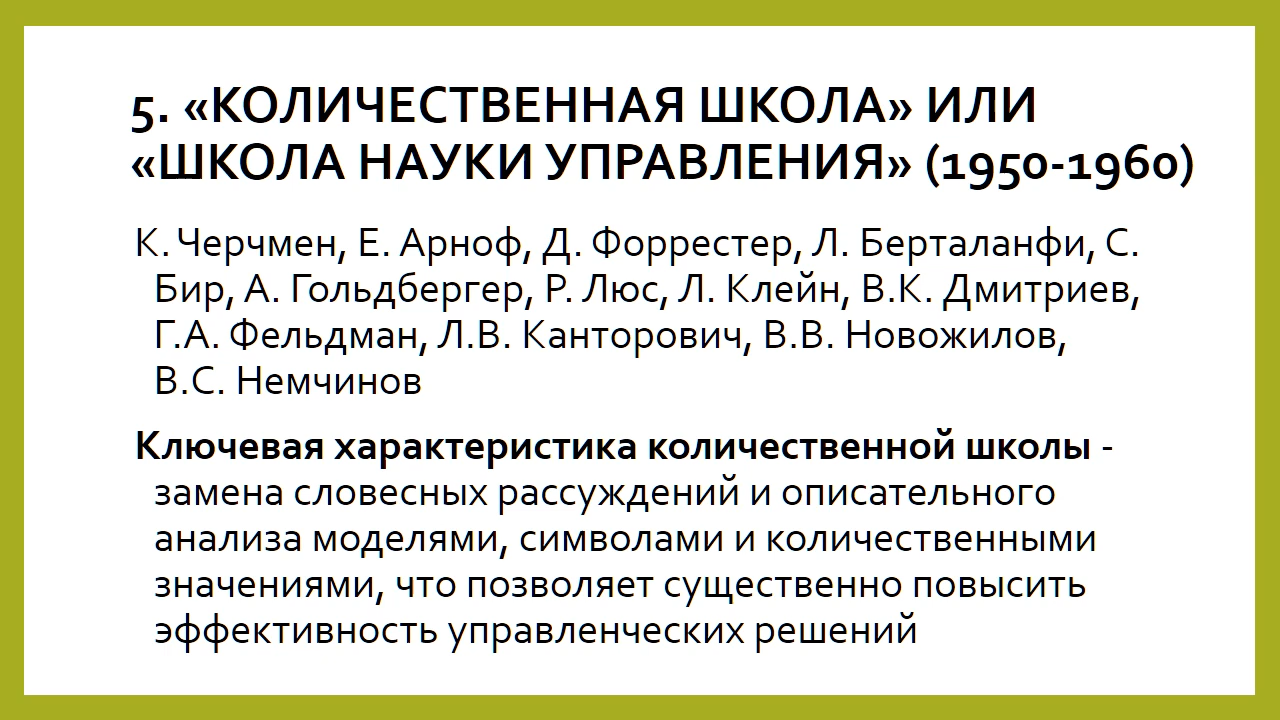 5. «КОЛИЧЕСТВЕННАЯ ШКОЛА» ИЛИ
«ШКОЛА НАУКИ УПРАВЛЕНИЯ» (1950-1960)
К. Черчмен, Е. Арноф, Д. Форрестер, Л. Берталанфи, С.
Бир, А. Гольдбергер, Р. Люс, Л. Клейн, В.К. Дмитриев,
Г.А. Фельдман, Л.В. Канторович, В.В. Новожилов,
В.С. Немчинов
Ключевая характеристика количественной школы -
замена словесных рассуждений и описательного
анализа моделями, символами и количественными
значениями, что позволяет существенно повысить
эффективность управленческих решений